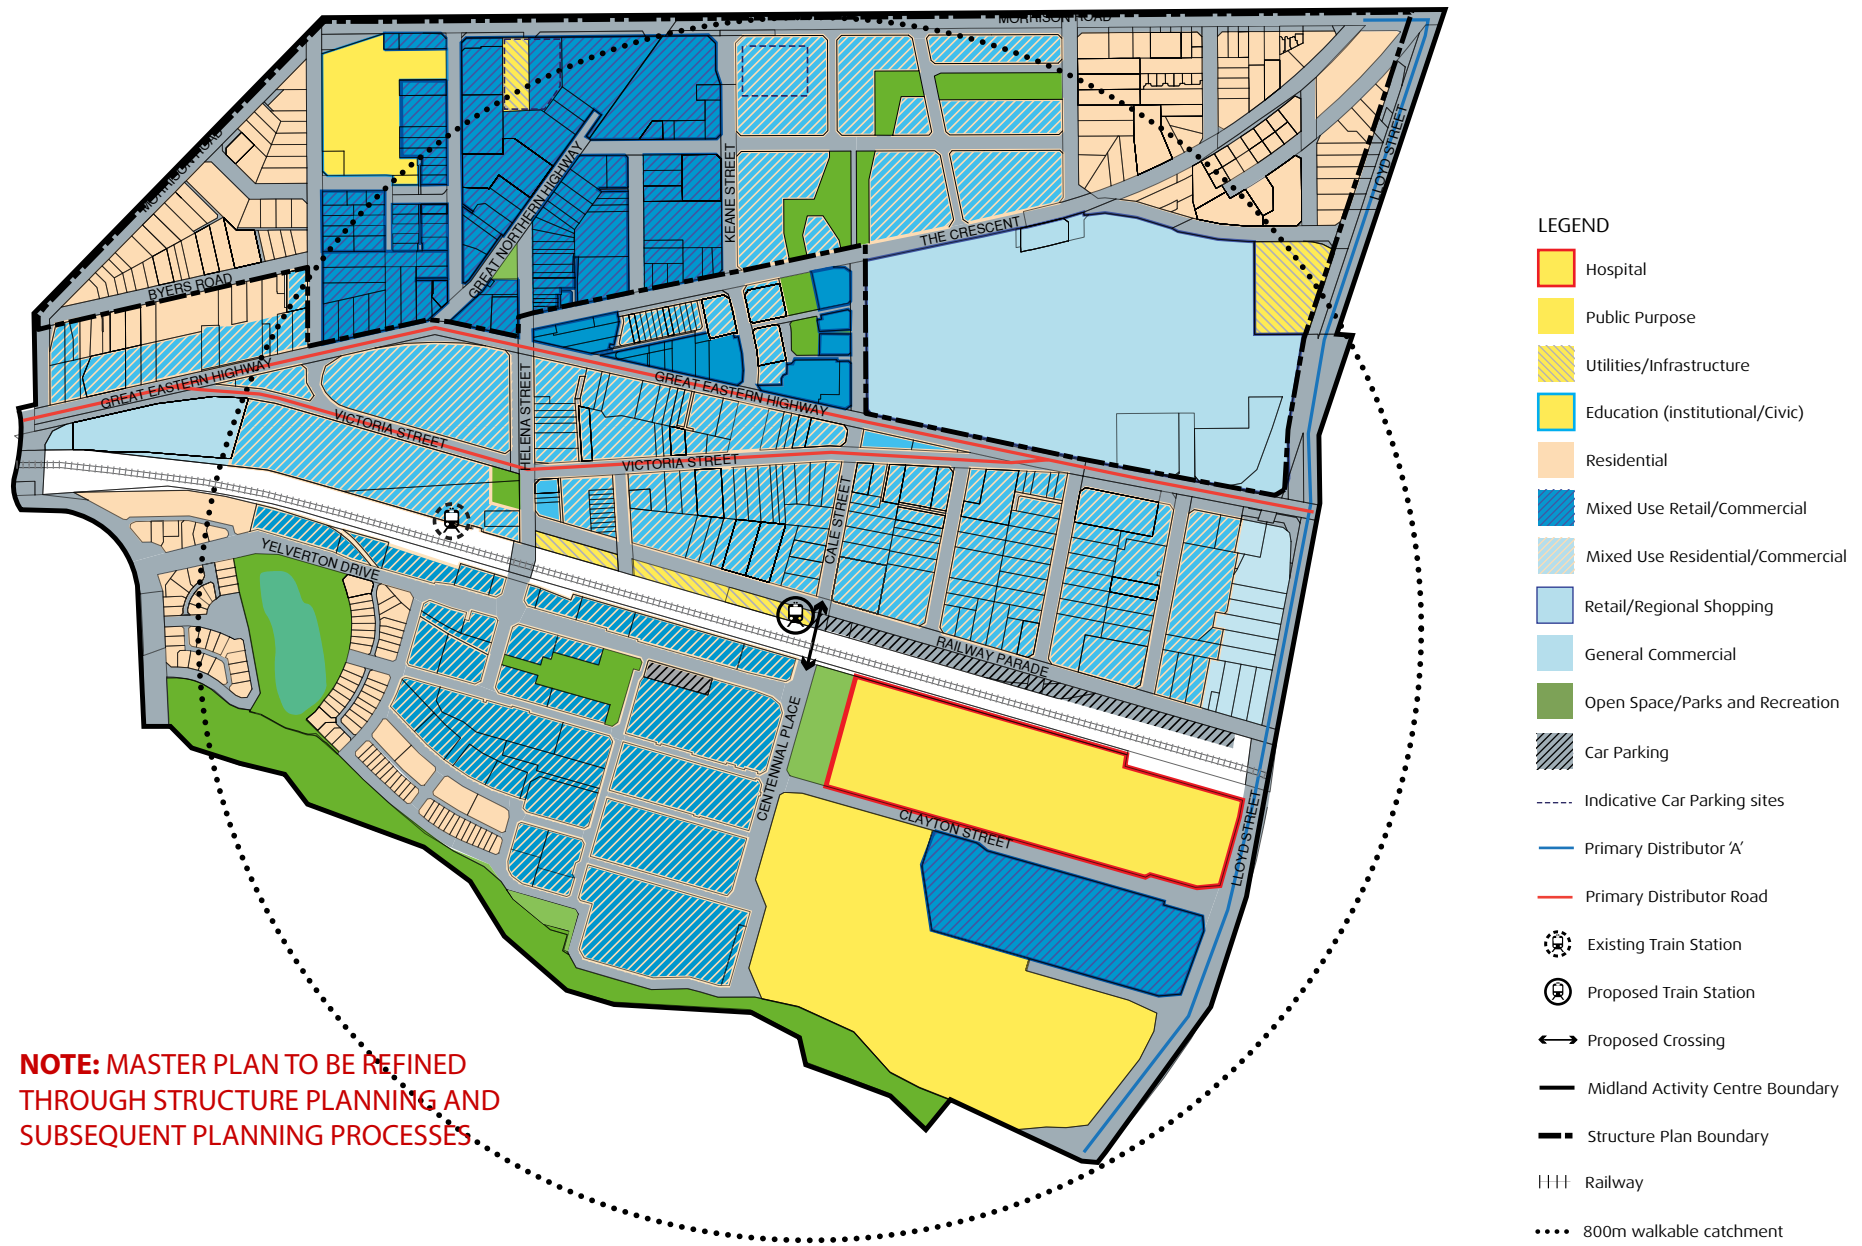 MORRISON ROAD
MORRISON ROAD
LLOYD STREET
KEANE STREET
GREAT NORTHERN HIGHWAY
THE CRESCENT
BYERS ROAD
GREAT EASTERN HIGHWAY
GREAT EASTERN HIGHWAY
HELENA STREET
VICTORIA STREET
VICTORIA STREET
CALE STREET
YELVERTON DRIVE
RAILWAY PARADE
CENTENNIAL PLACE
CLAYTON STREET
LLOYD STREET
NOTE: MASTER PLAN TO BE REFINED
THROUGH STRUCTURE PLANNING AND
SUBSEQUENT PLANNING PROCESSES
LEGEND
Hospital
Public Purpose
Utilities/Infrastructure
Education (institutional/Civic)
Residential
Mixed Use Retail/Commercial
Mixed Use Residential/Commercial
Retail/Regional Shopping
General Commercial
Open Space/Parks and Recreation
Car Parking
Indicative Car Parking sites
Primary Distributor ‘A’
Primary Distributor Road
Existing Train Station
Proposed Train Station
Proposed Crossing
Midland Activity Centre Boundary
Structure Plan Boundary
Railway
800m walkable catchment